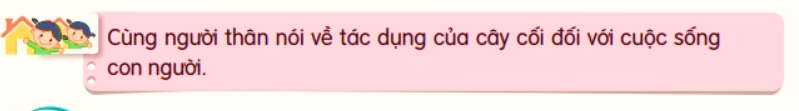 Cùng người thân nói về tác dụng của cây cối đối với cuộc sống
con người.